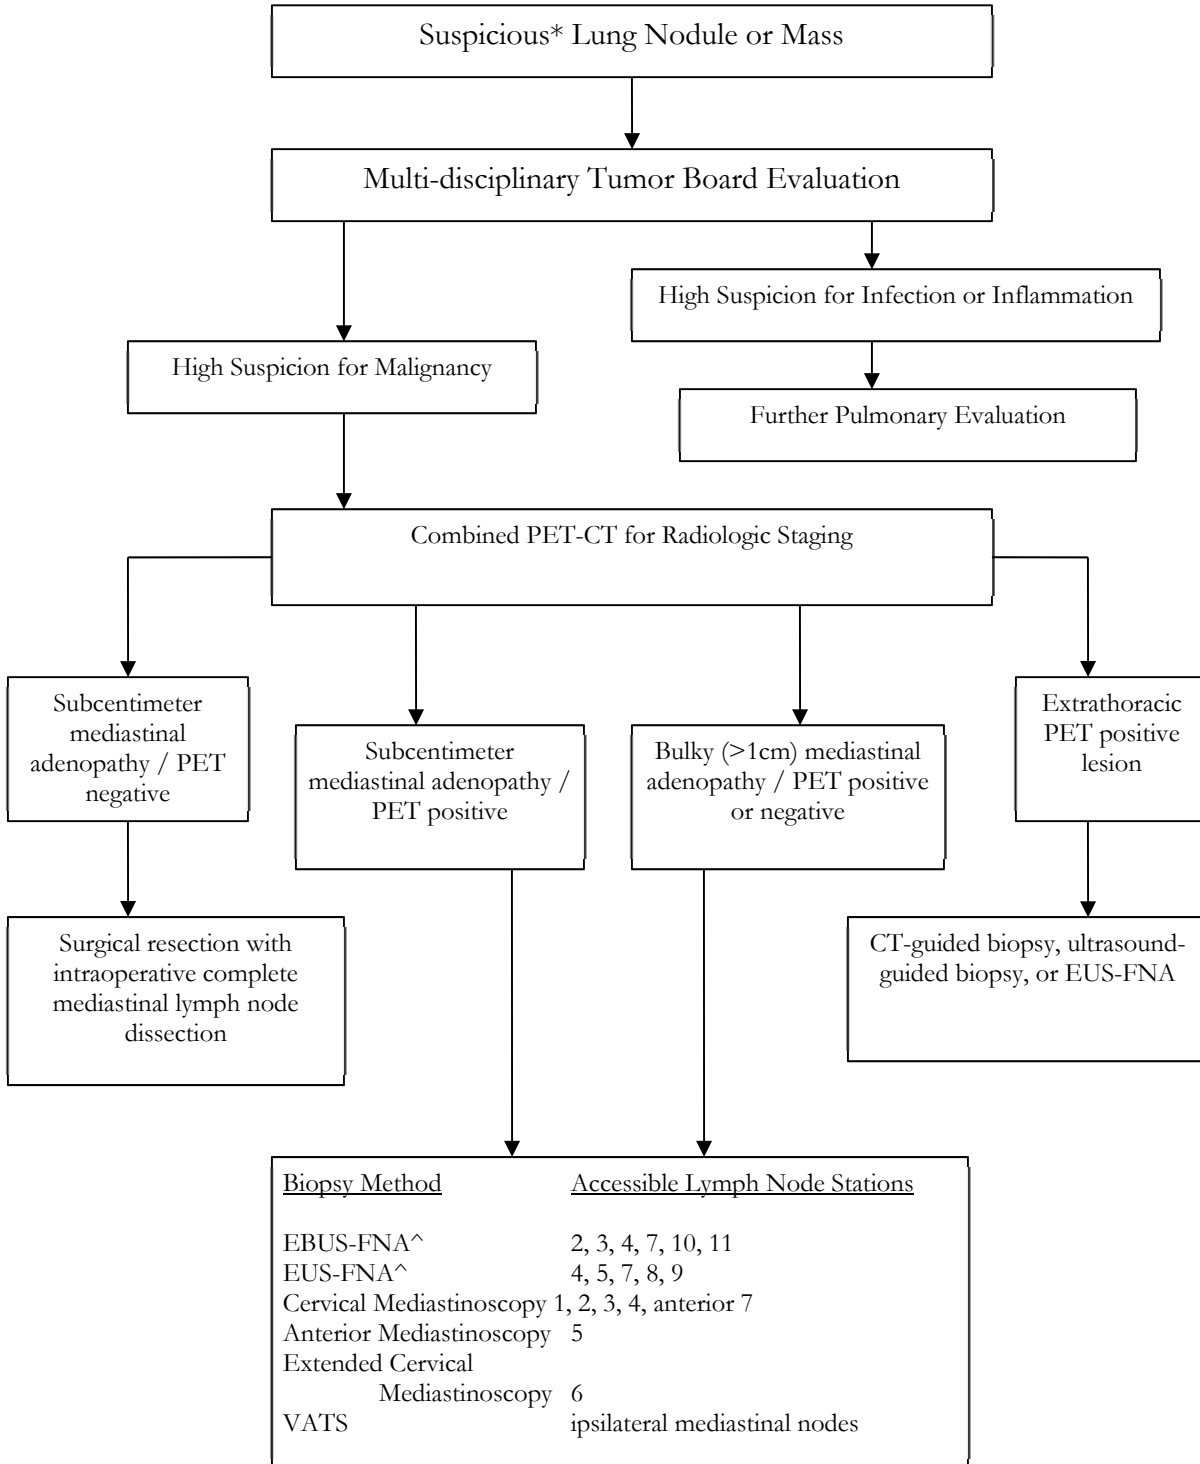 Suspicious* Lung Nodule or Mass
Multi-disciplinary Tumor Board Evaluation
High Suspicion for Infection or Inflammation
High Suspicion for Malignancy
Further Pulmonary Evaluation
Combined PET-CT for Radiologic Staging
Subcentimeter
mediastinal
adenopathy / PET
negative
Subcentimeter
mediastinal adenopathy /
PET positive
Bulky (>1cm) mediastinal
adenopathy / PET positive
or negative
Extrathoracic
PET positive
lesion
Surgical resection with
intraoperative complete
mediastinal lymph node
dissection
CT-guided biopsy, ultrasound-
guided biopsy, or EUS-FNA
Biopsy Method Accessible Lymph Node Stations
EBUS-FNA^ 2, 3, 4, 7, 10, 11
EUS-FNA^ 4, 5, 7, 8, 9
Cervical Mediastinoscopy 1, 2, 3, 4, anterior 7
Anterior Mediastinoscopy 5
Extended Cervical
Mediastinoscopy 6
VATS ipsilateral mediastinal nodes